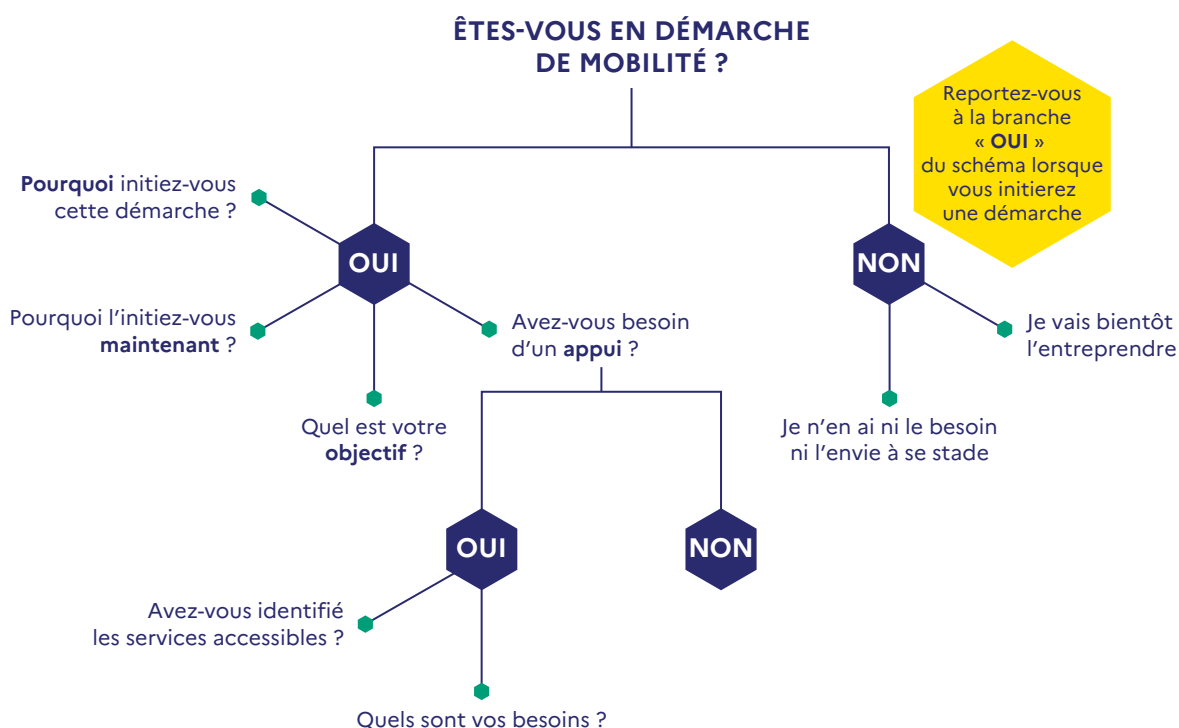 ÊTES-VOUS EN DÉMARCHE
DE MOBILITÉ ?
Reportez-vous
à la branche
« OUI »
du schéma lorsque
vous initierez
une démarche
Pourquoi initiez-vous
cette démarche ?
OUI
NON
Pourquoi l'initiez-vous
maintenant ?
Avez-vous besoin
d'un appui ?
Je vais bientôt
l'entreprendre
Quel est votre
objectif ?
Je n'en ai ni le besoin
ni l'envie à se stade
OUI
NON
Avez-vous identifié
les services accessibles ?
Quels sont vos besoins ?